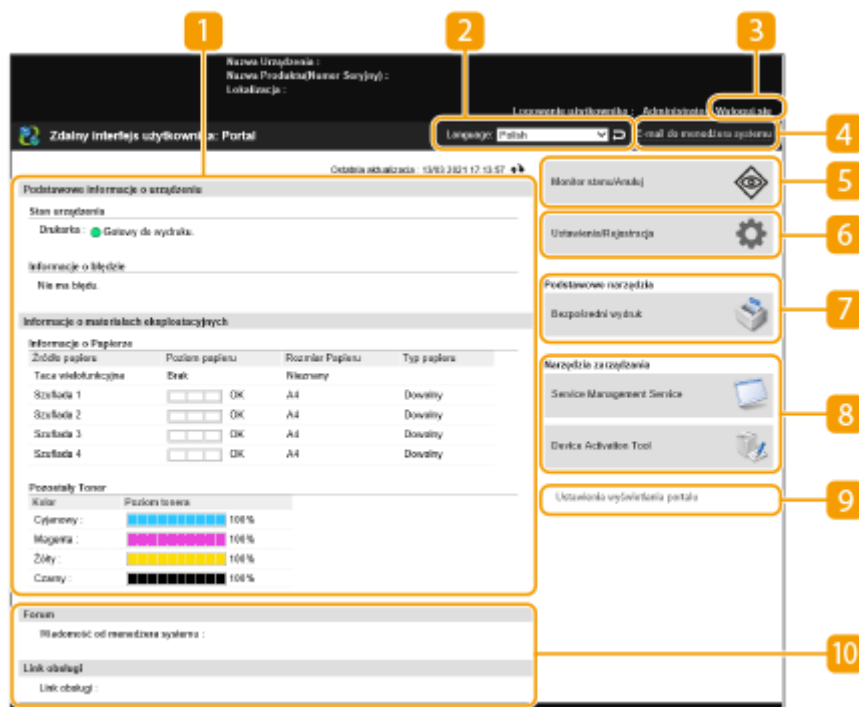 1
2
3
Nazwa Urządzenia :
Nazwa Produktu(Numer Seryjny) :
Lokalizacja :
Logowanie użytkownika : Administrator Wyloguj się
Zdalny interfejs użytkownika: Portal
Language: Polish
E-mail do menedżera systemu
4
Ostatnia aktualizacja : 13/03 2021 17:13:57
Podstawowe informacje o urządzeniu
Stan urządzenia
Drukarka : Gotowy do wydruku.
Informacje o błędzie
Nie ma błędu.
Informacje o materiałach eksploatacyjnych
Informacje o Papierze
Źródło papieru Poziom papieru Rozmiar Papieru Typ papieru
Taca wielofunkcyjna Brak Nieznany
Szuflada 1 OK A4 Dowolny
Szuflada 2 OK A4 Dowolny
Szuflada 3 OK A4 Dowolny
Szuflada 4 OK A4 Dowolny
Pozostały Toner
Kolor Poziom tonera
Cyjanowy : 100%
Magenta : 100%
Żółty : 100%
Czarny : 100%
Monitor stanu/Anuluj
5
Ustawienia/Rejestracja
6
Podstawowe narzędzia
Bezpośredni wydruk
7
Narzędzia zarządzania
Service Management Service
Device Activation Tool
8
Ustawienia wyświetlania portalu
9
Forum
Wiadomość od menedżera systemu :
Link obsługi
Link obsługi :
10